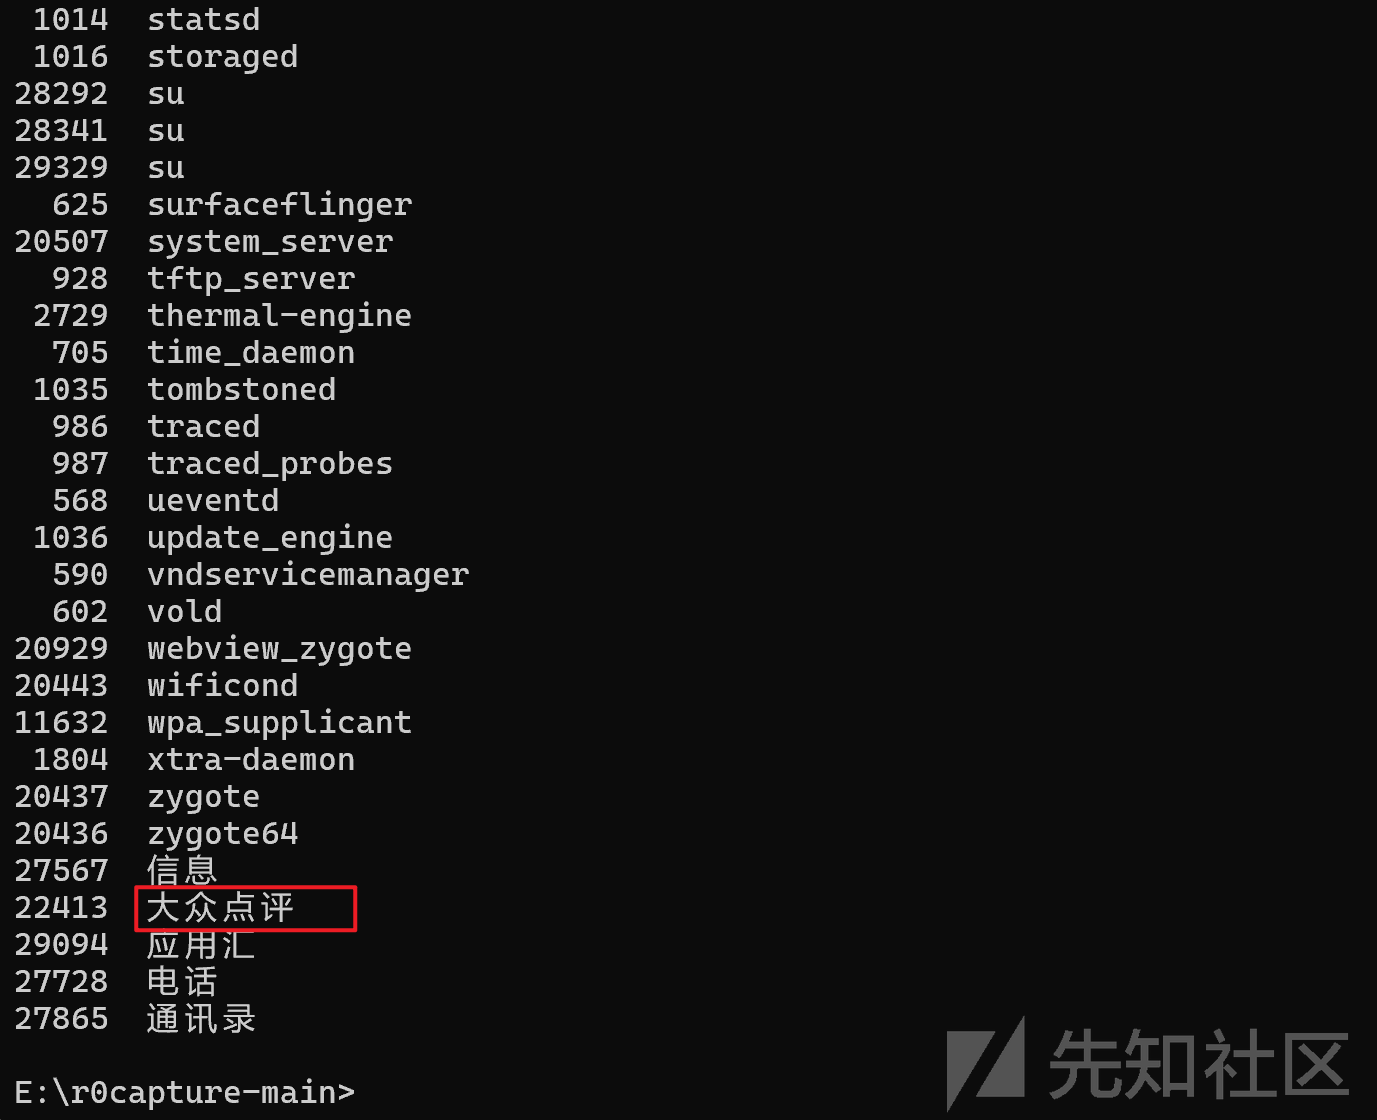 1014 statsd
1016 storaged
28292 su
28341 su
29329 su
625 surfaceflinger
20507 system_server
928 tftp_server
2729 thermal-engine
705 time_daemon
1035 tombstoned
986 traced
987 traced_probes
568 ueventd
1036 update_engine
590 vndservicemanager
602 vold
20929 webview_zygote
20443 wificond
11632 wpa_supplicant
1804 xtra-daemon
20437 zygote
20436 zygote64
27567 信息
22413 大众点评
29094 应用汇
27728 电话
27865 通讯录
E:\r0capture-main>
先知社区